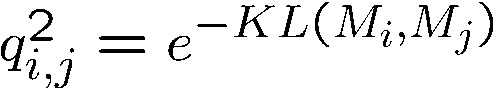 q_{i,j}^2 = e^{-KL(M_i, M_j)}